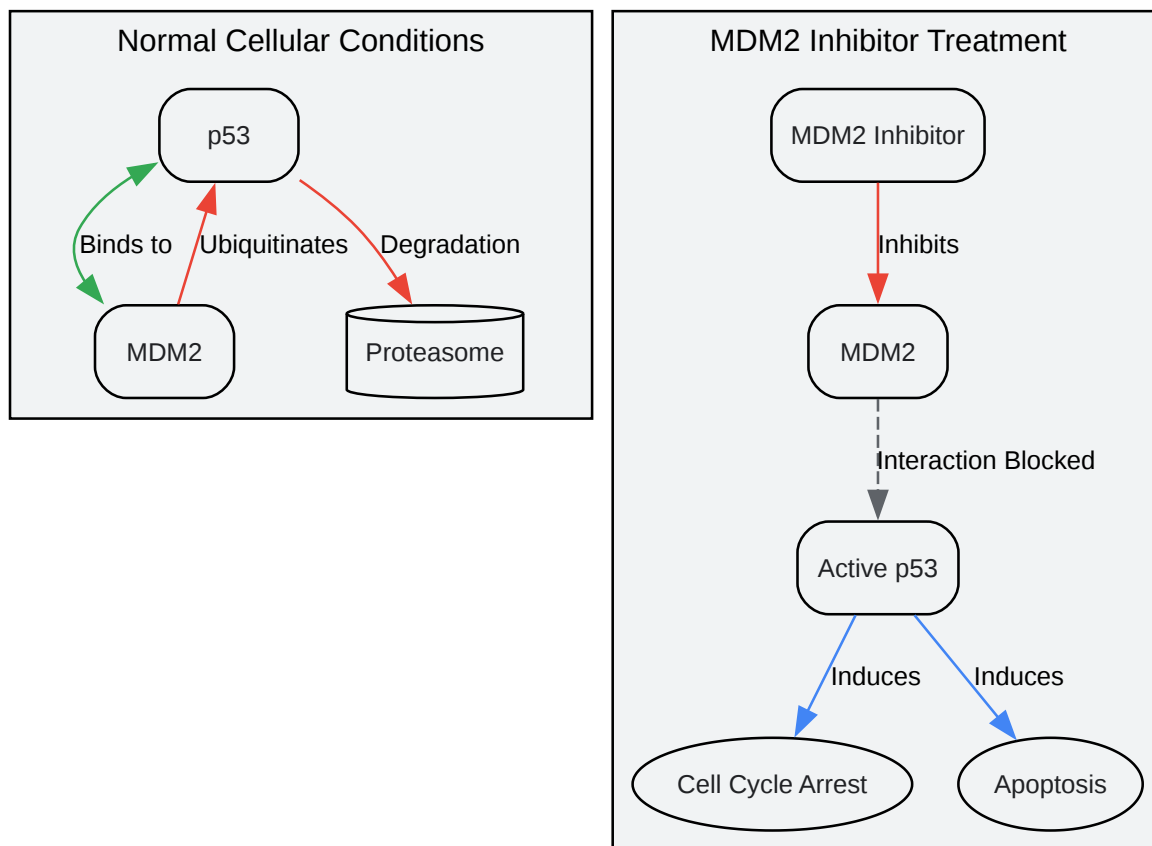 Normal Cellular Conditions
p53
Binds to
Ubiquitinates
Degradation
MDM2
Proteasome
MDM2 Inhibitor Treatment
MDM2 Inhibitor
Inhibits
MDM2
Interaction Blocked
Active p53
Induces
Induces
Cell Cycle Arrest
Apoptosis